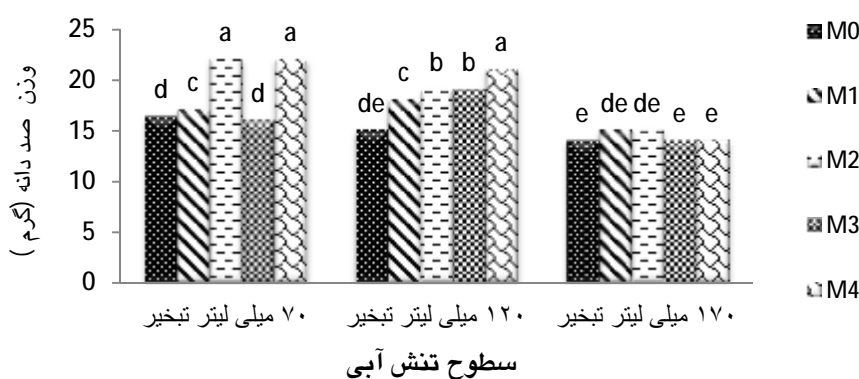 وزن صد دانه (گرم )
25
20
15
10
5
0
d c a d a
de c b b a
e de de e e
۷۰ میلی لیتر تبخیر
۱۲۰ میلی لیتر تبخیر
۱۷۰ میلی لیتر تبخیر
سطوح تنش آبی
M0
M1
M2
M3
M4